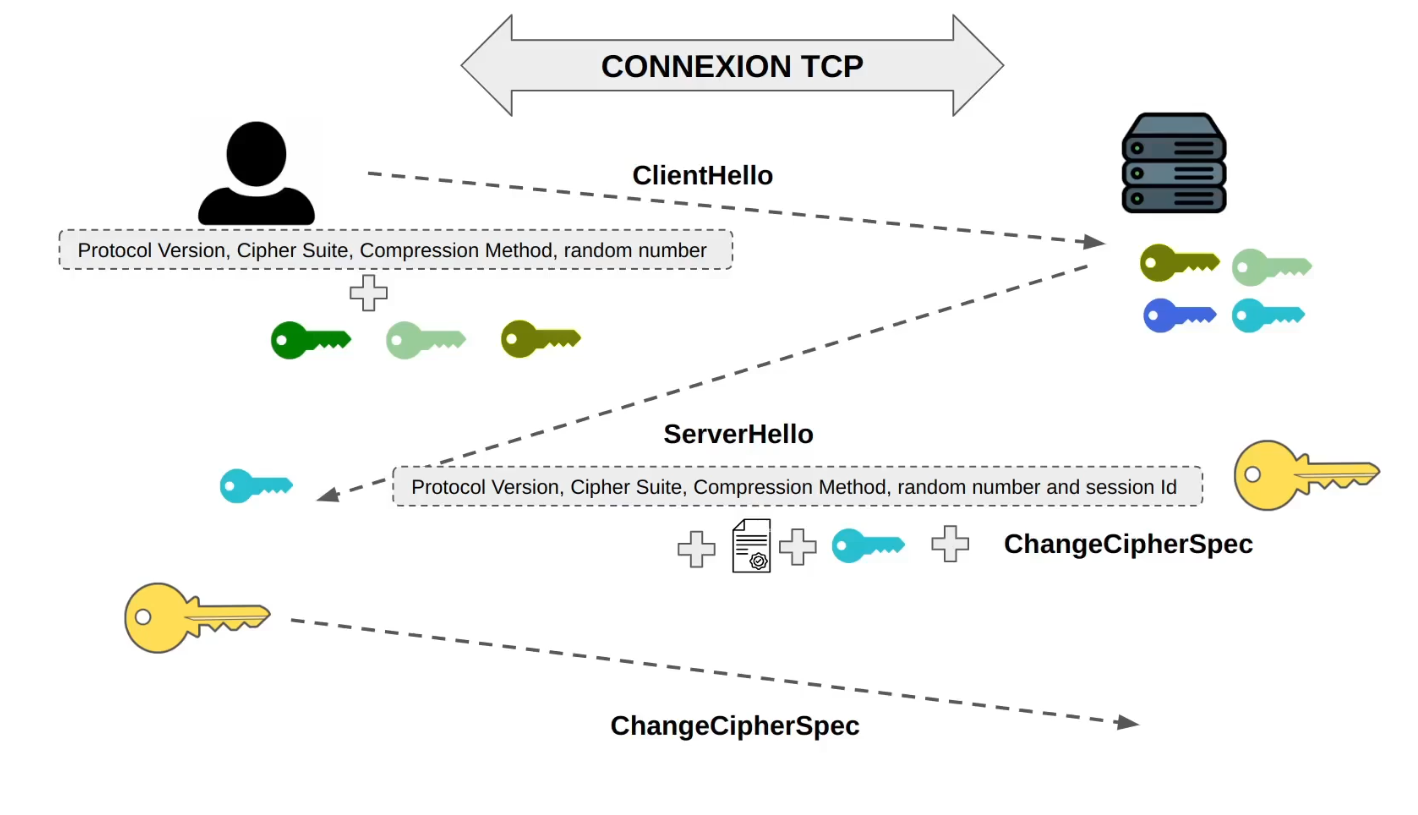 CONNEXION TCP
ClientHello
Protocol Version, Cipher Suite, Compression Method, random number
ServerHello
Protocol Version, Cipher Suite, Compression Method, random number and session Id
ChangeCipherSpec
ChangeCipherSpec